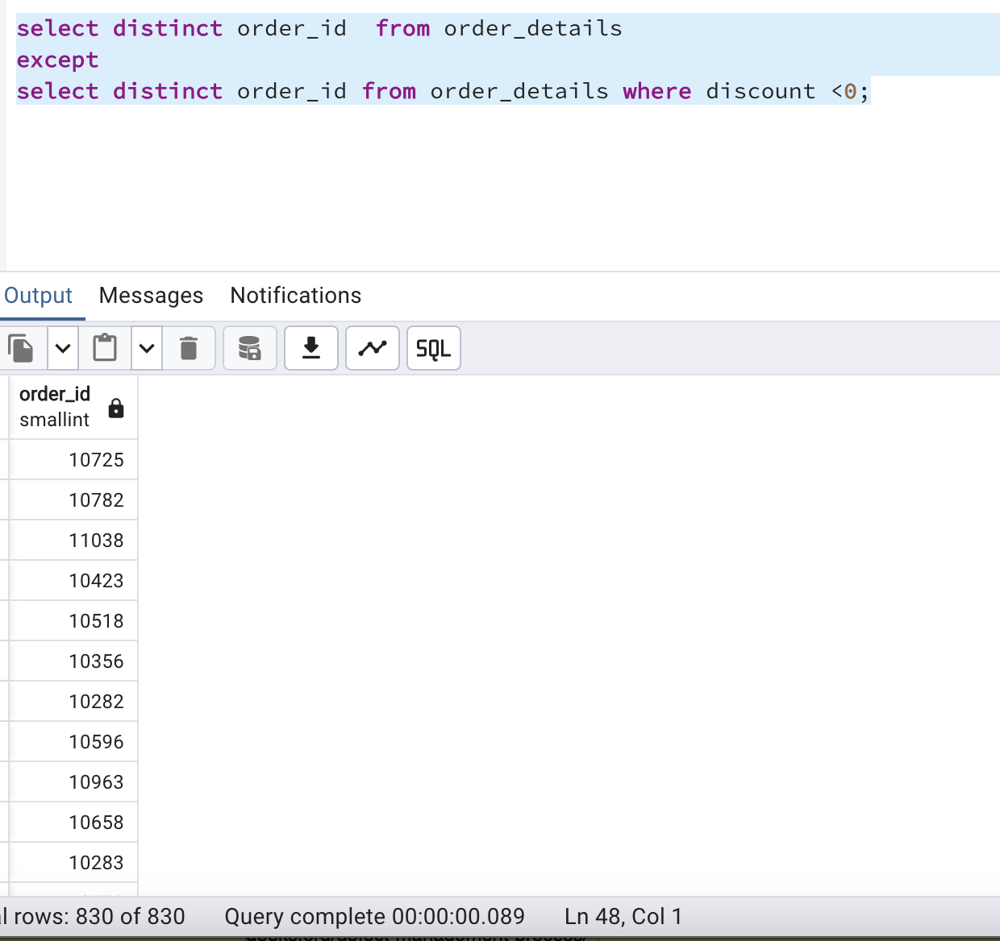 select distinct order_id  from order_details
except
select distinct order_id from order_details where discount <0;
Output Messages Notifications
SQL
order_id
smallint
10725
10782
11038
10423
10518
10356
10282
10596
10963
10658
10283
rows: 830 of 830 Query complete 00:00:00.089 Ln 48, Col 1